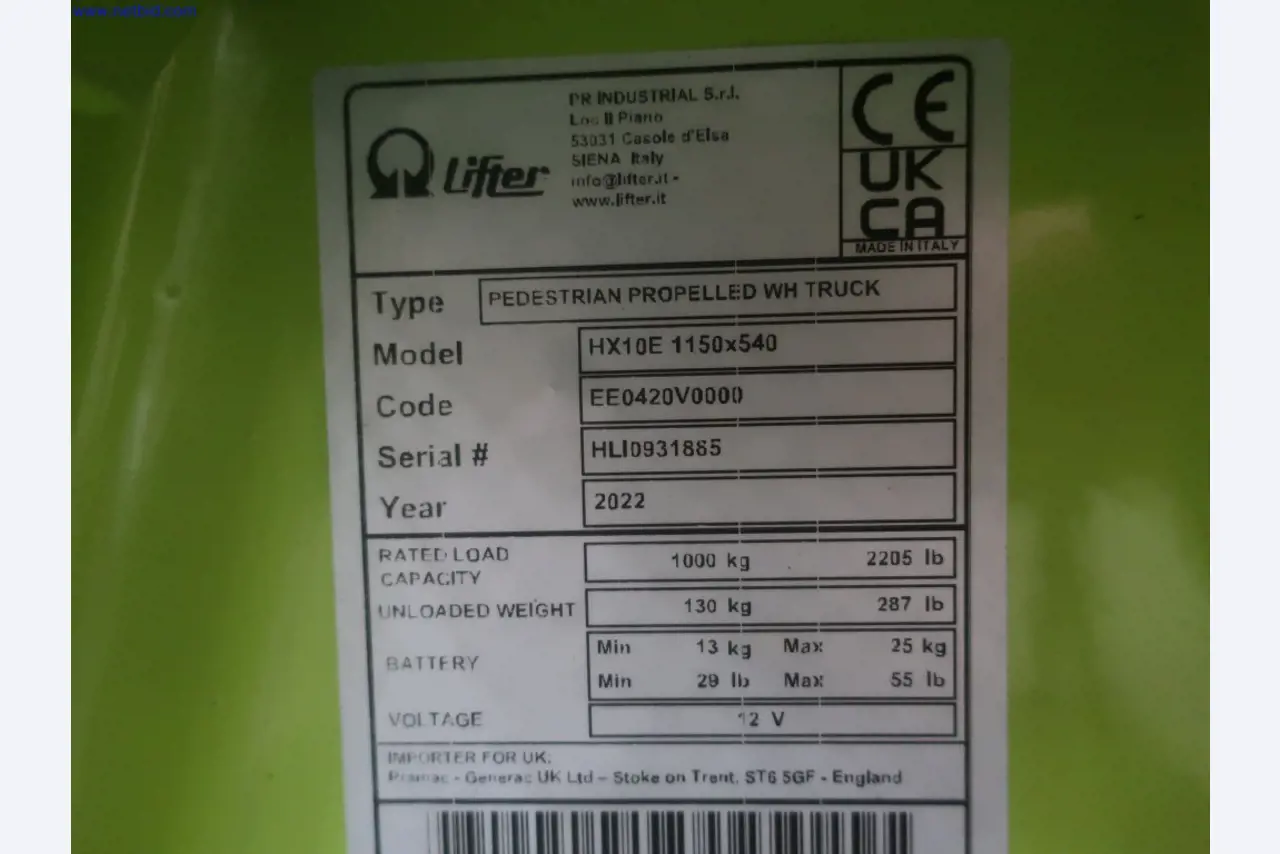 www.netbid.com
PR INDUSTRIAL S.r.l.
Loc Il Piano
53031 Casole d'Elsa
SIENA Italy
info@lifter.it -
www.lifter.it
Lifter
CE
UK
CA
MADE IN ITALY
Type PEDESTRIAN PROPELLED WH TRUCK
Model HX10E 1150x540
Code EE0420V0000
Serial # HLI0931885
Year 2022
RATED LOAD CAPACITY 1000 kg 2205 lb
UNLOADED WEIGHT 130 kg 287 lb
BATTERY Min 13 kg Max 25 kg
Min 29 lb Max 55 lb
VOLTAGE 12 V
IMPORTER FOR UK:
Pramac - Generac UK Ltd – Stoke on Trent, ST6 5GF - England